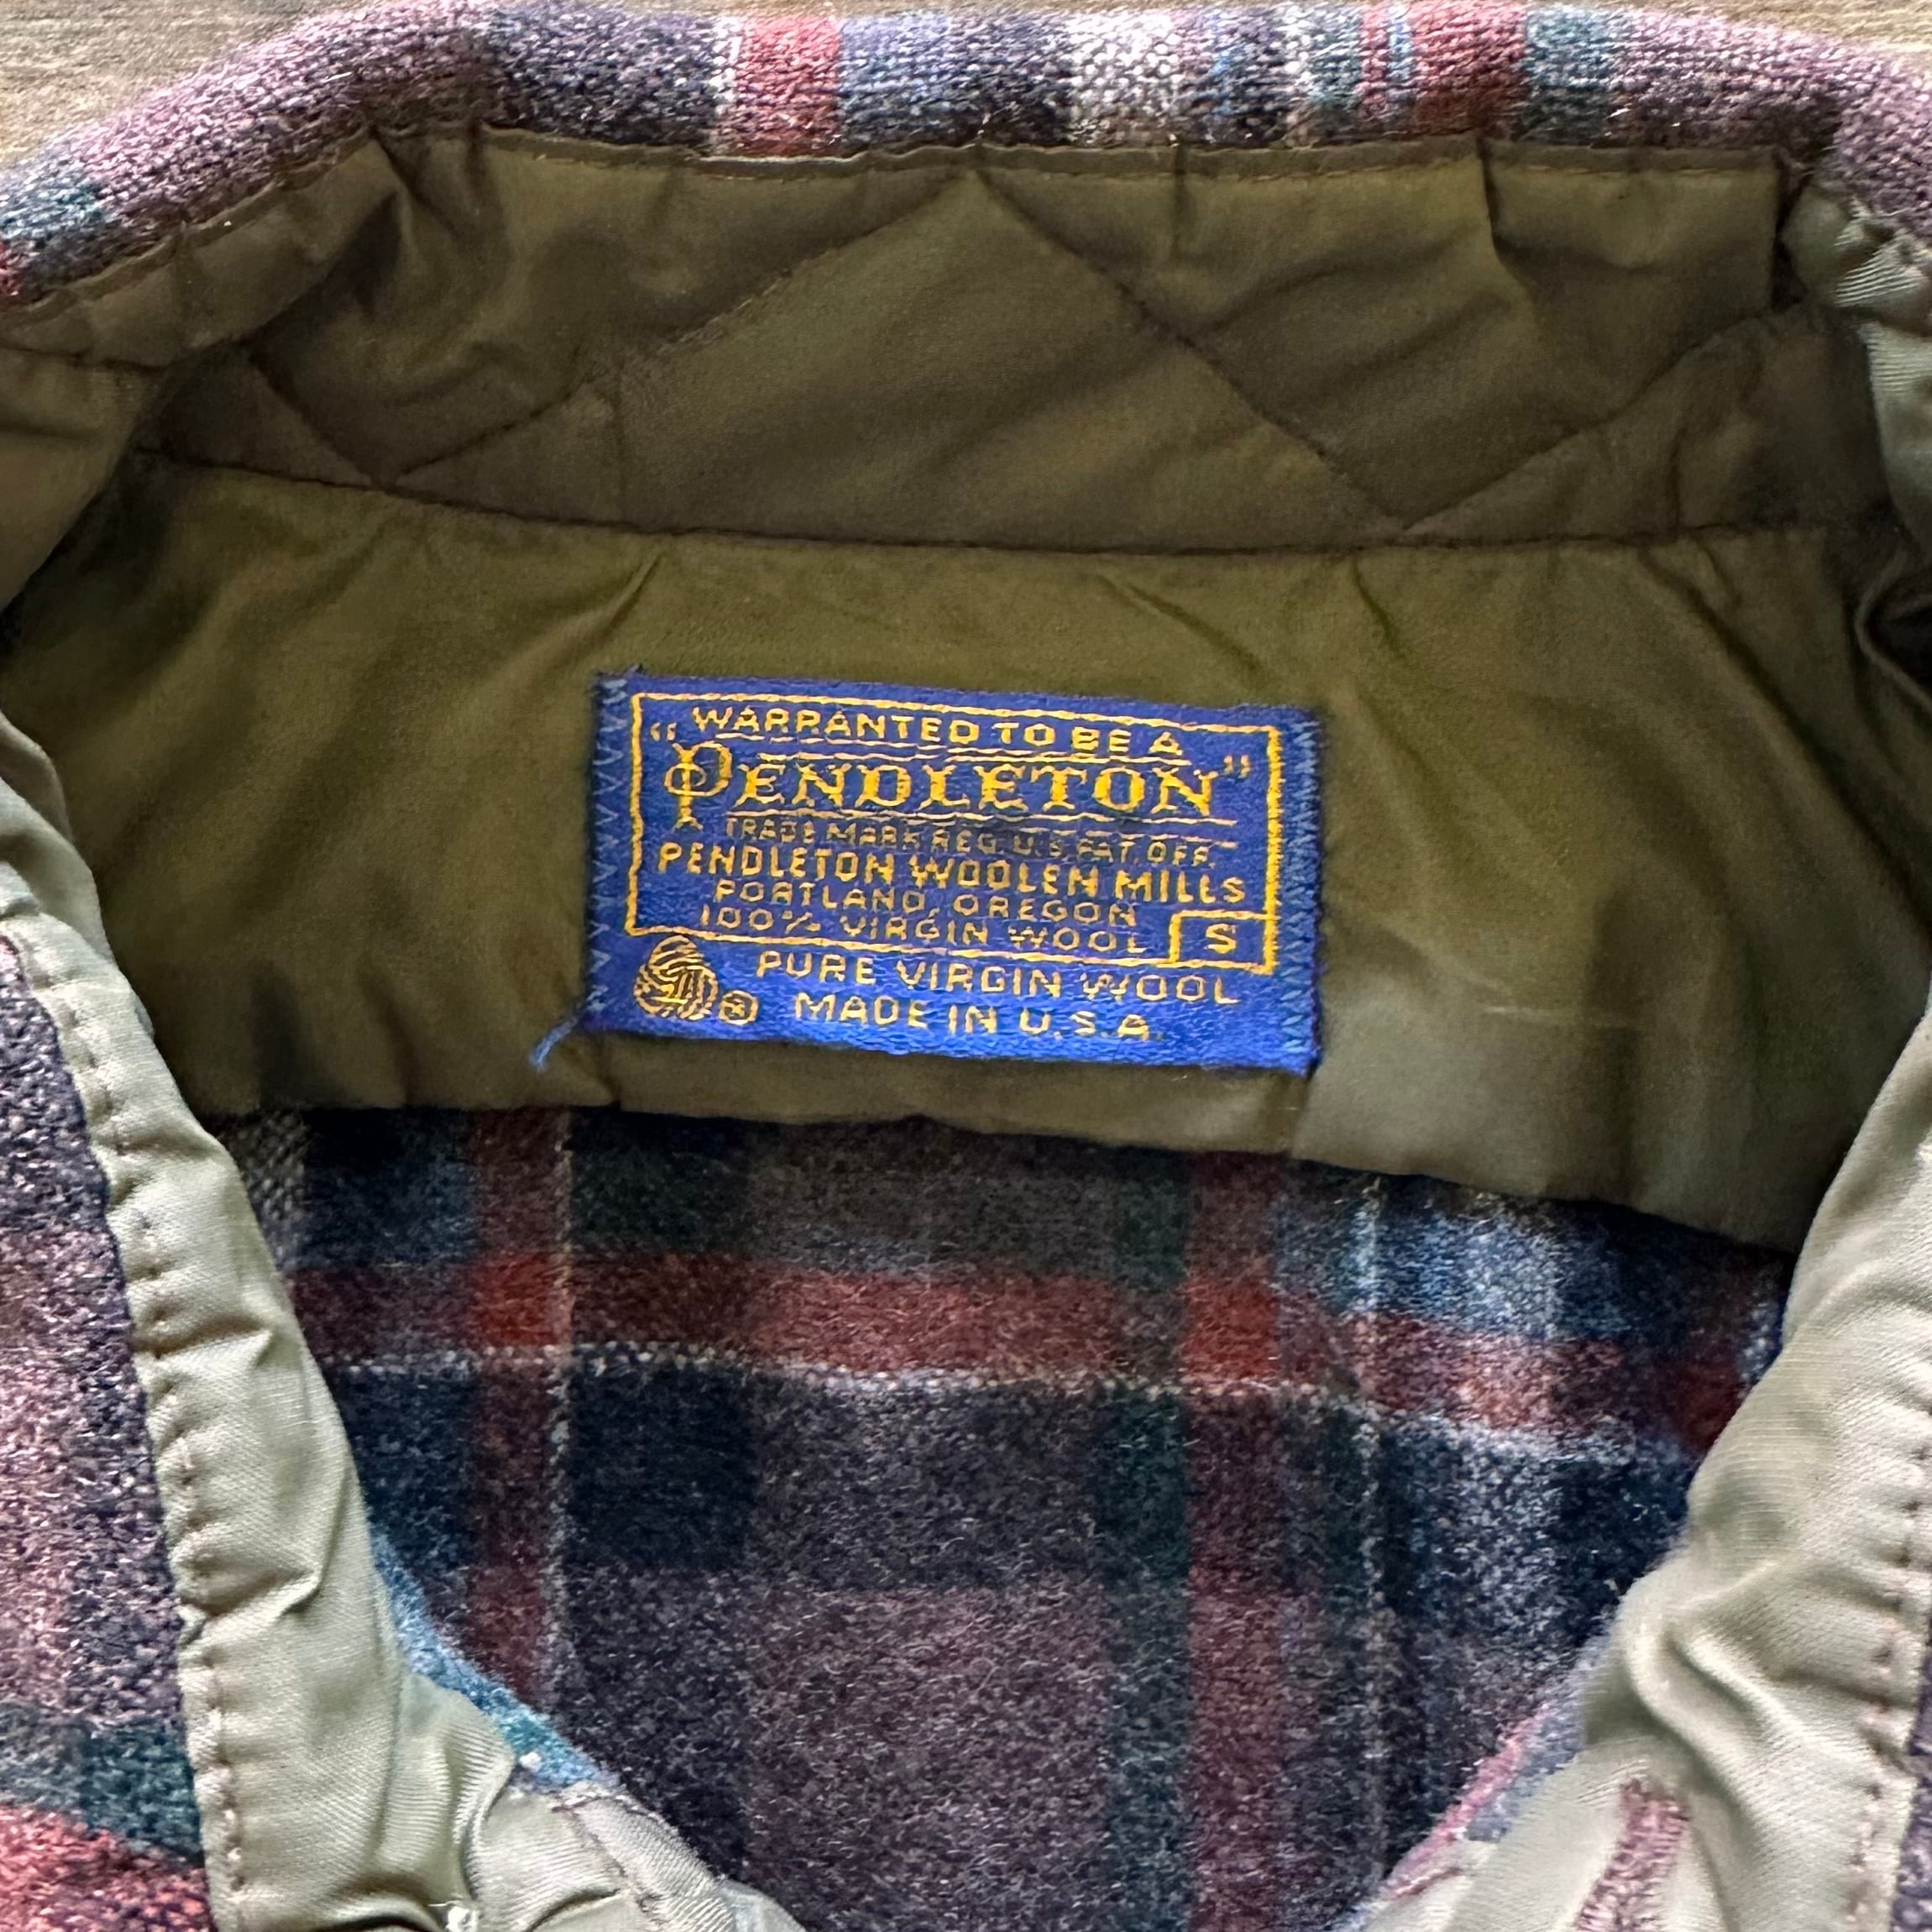 "WARRANTED TO BE A
PENDLETON"
TRADE MARK REG. U.S. PAT. OFF.
PENDLETON WOOLEN MILLS
PORTLAND, OREGON
100% VIRGIN WOOL S
PURE VIRGIN WOOL
® MADE IN U.S.A.